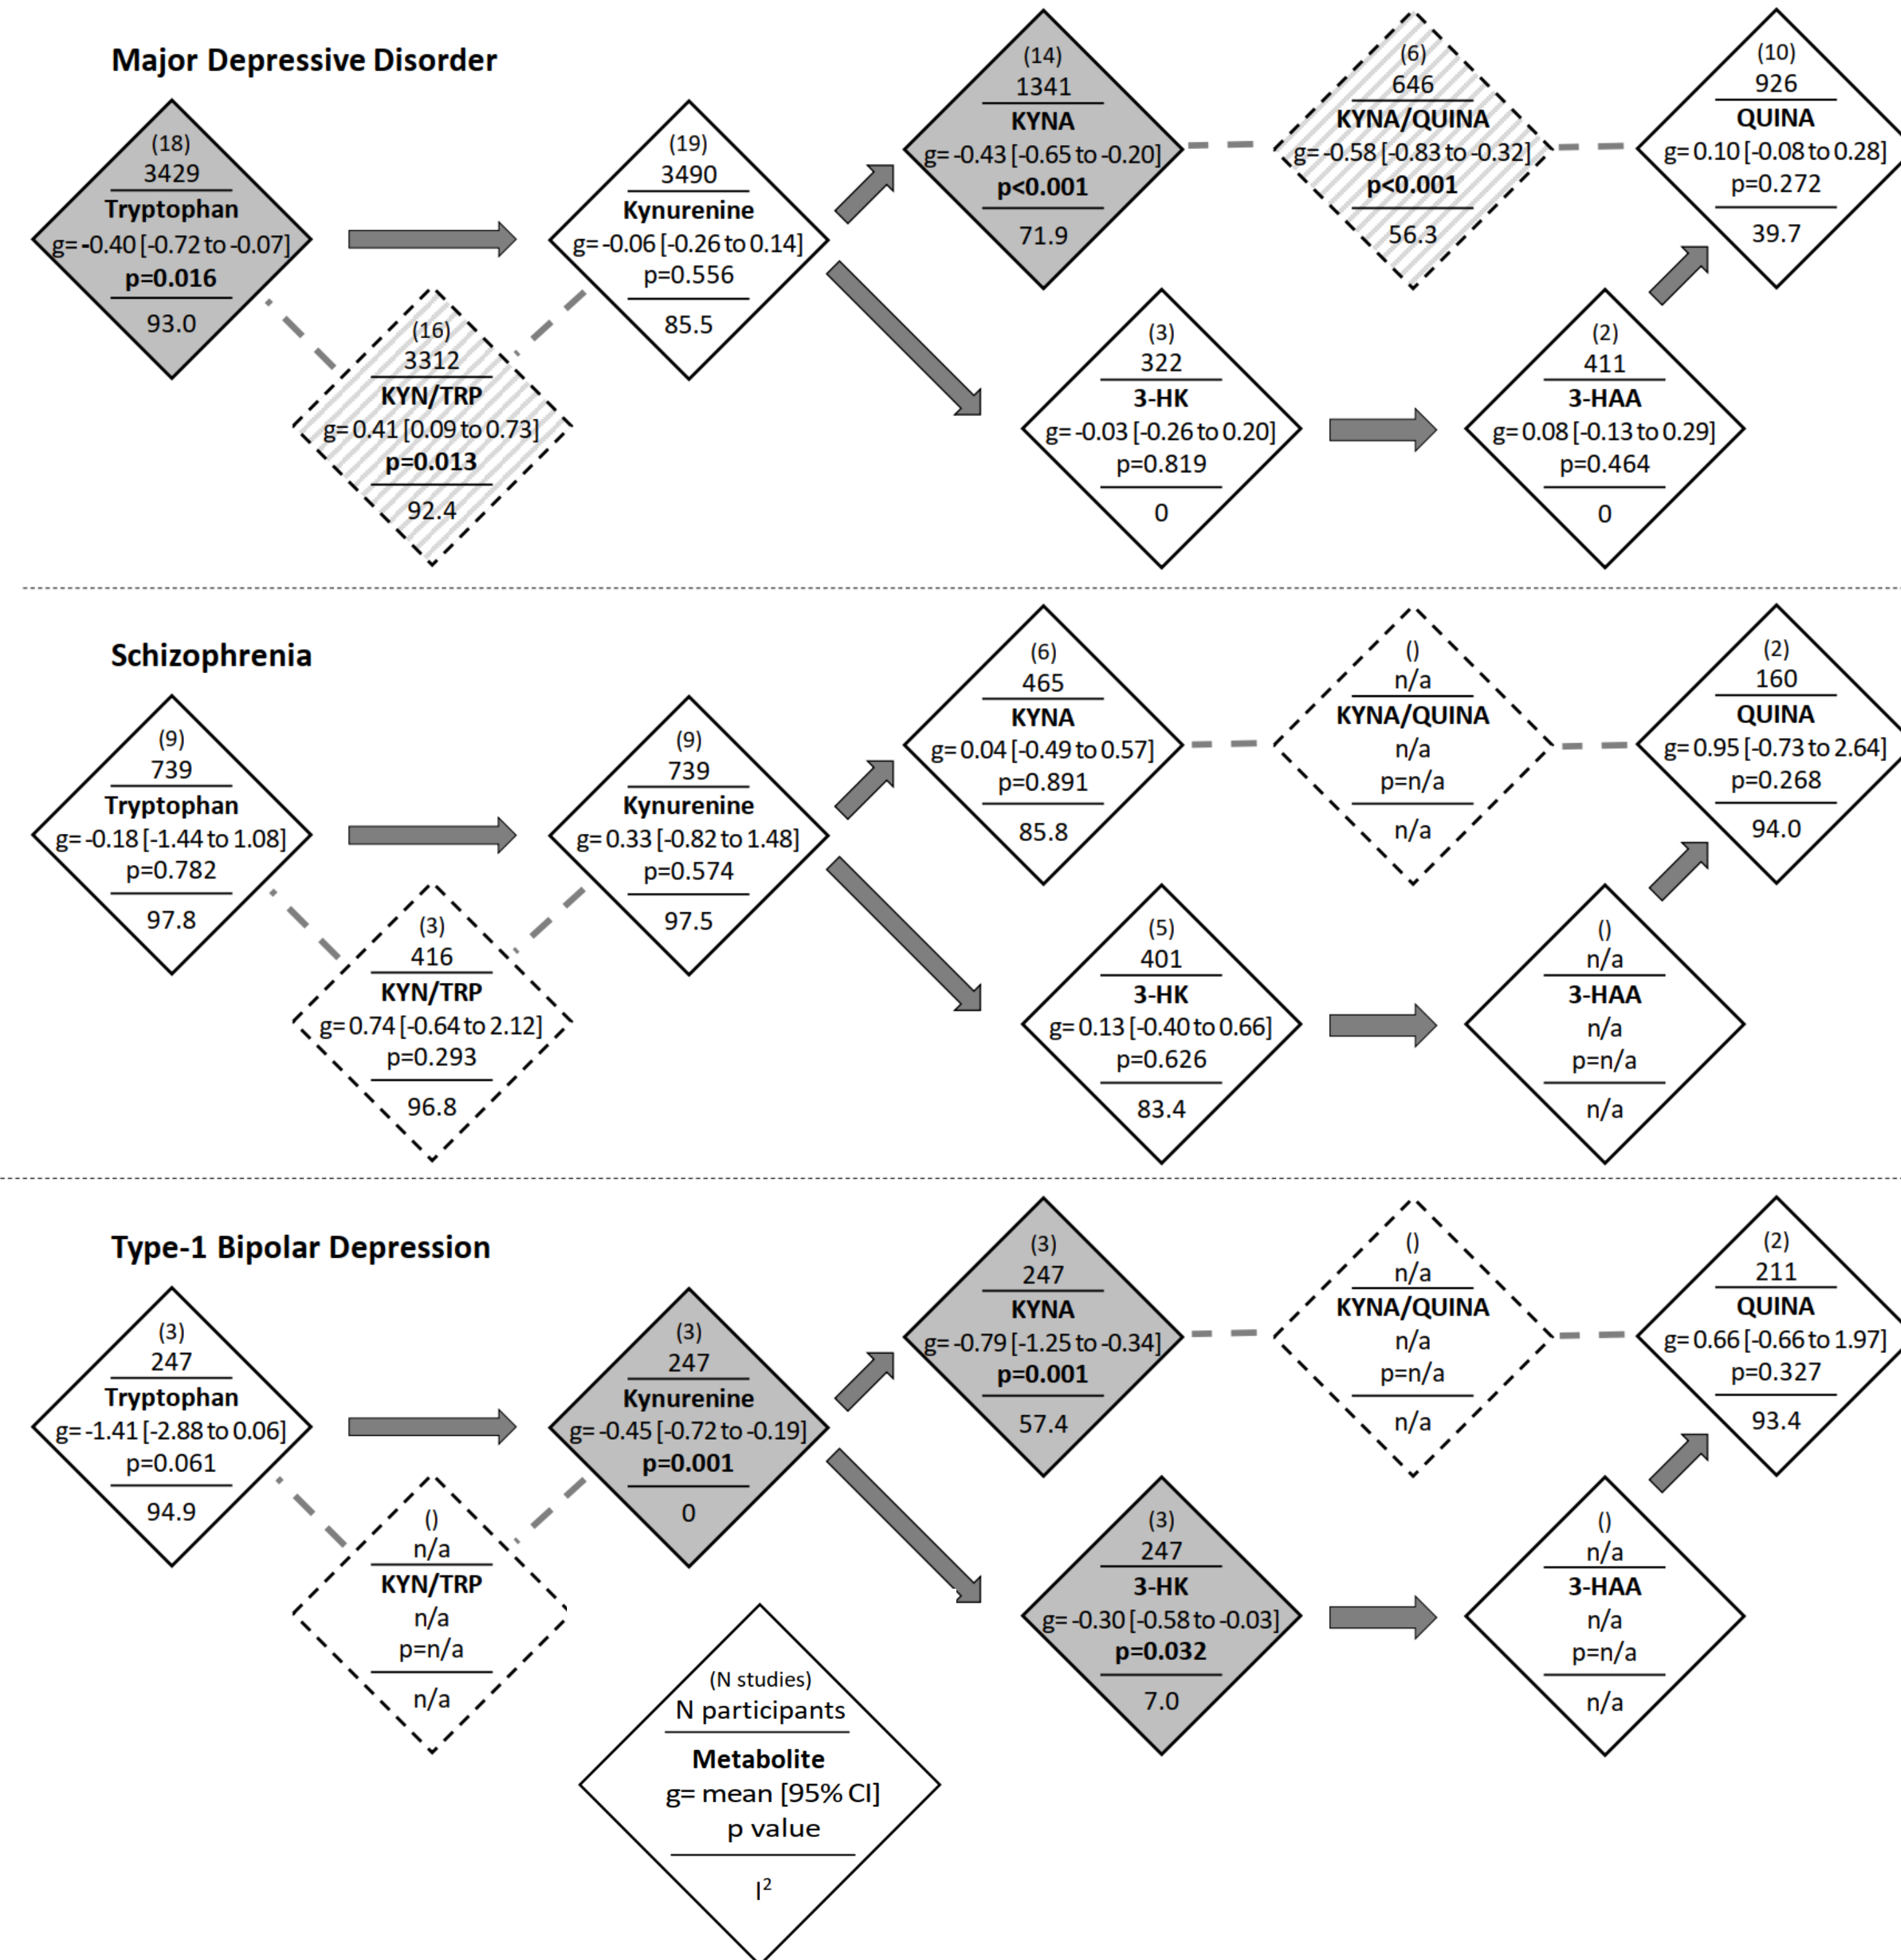 Major Depressive Disorder
(18)
3429
Tryptophan
g= -0.40 [-0.72 to -0.07]
p=0.016
93.0
(16)
3312
KYN/TRP
g= 0.41 [0.09 to 0.73]
p=0.013
92.4
(19)
3490
Kynurenine
g= -0.06 [-0.26 to 0.14]
p=0.556
85.5
(14)
1341
KYNA
g= -0.43 [-0.65 to -0.20]
p<0.001
71.9
(6)
646
KYNA/QUINA
g= -0.58 [-0.83 to -0.32]
p<0.001
56.3
(10)
926
QUINA
g= 0.10 [-0.08 to 0.28]
p=0.272
39.7
(3)
322
3-HK
g= -0.03 [-0.26 to 0.20]
p=0.819
0
(2)
411
3-HAA
g= 0.08 [-0.13 to 0.29]
p=0.464
0
Schizophrenia
(9)
739
Tryptophan
g= -0.18 [-1.44 to 1.08]
p=0.782
97.8
(3)
416
KYN/TRP
g= 0.74 [-0.64 to 2.12]
p=0.293
96.8
(9)
739
Kynurenine
g= 0.33 [-0.82 to 1.48]
p=0.574
97.5
(6)
465
KYNA
g= 0.04 [-0.49 to 0.57]
p=0.891
85.8
()
n/a
KYNA/QUINA
n/a
p=n/a
n/a
(2)
160
QUINA
g= 0.95 [-0.73 to 2.64]
p=0.268
94.0
(5)
401
3-HK
g= 0.13 [-0.40 to 0.66]
p=0.626
83.4
()
n/a
3-HAA
n/a
p=n/a
n/a
Type-1 Bipolar Depression
(3)
247
Tryptophan
g= -1.41 [-2.88 to 0.06]
p=0.061
94.9
()
n/a
KYN/TRP
n/a
p=n/a
n/a
(3)
247
Kynurenine
g= -0.45 [-0.72 to -0.19]
p=0.001
0
(3)
247
KYNA
g= -0.79 [-1.25 to -0.34]
p=0.001
57.4
()
n/a
KYNA/QUINA
n/a
p=n/a
n/a
(2)
211
QUINA
g= 0.66 [-0.66 to 1.97]
p=0.327
93.4
(3)
247
3-HK
g= -0.30 [-0.58 to -0.03]
p=0.032
7.0
()
n/a
3-HAA
n/a
p=n/a
n/a
(N studies)
N participants
Metabolite
g= mean [95% CI]
p value
I²